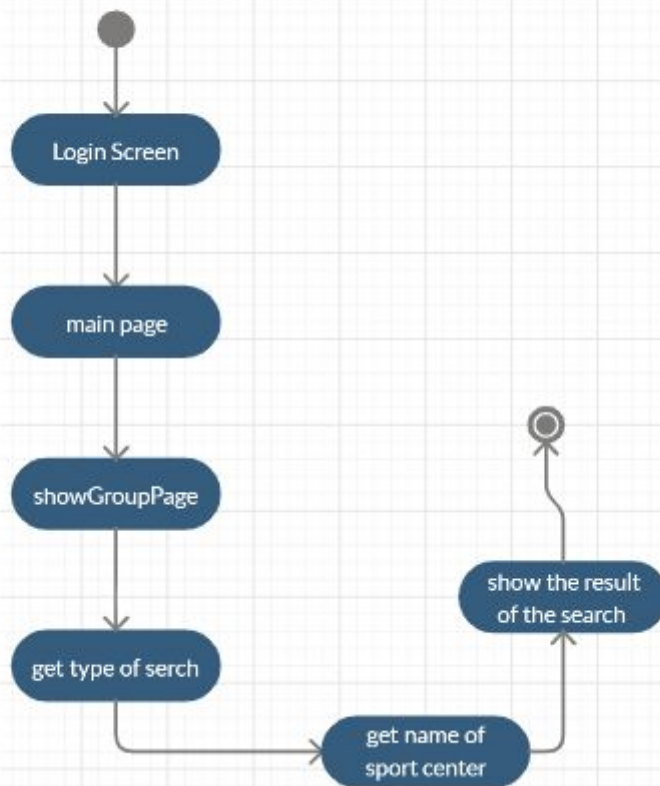 Login Screen
main page
showGroupPage
get type of serch
get name of
sport center
show the result
of the search